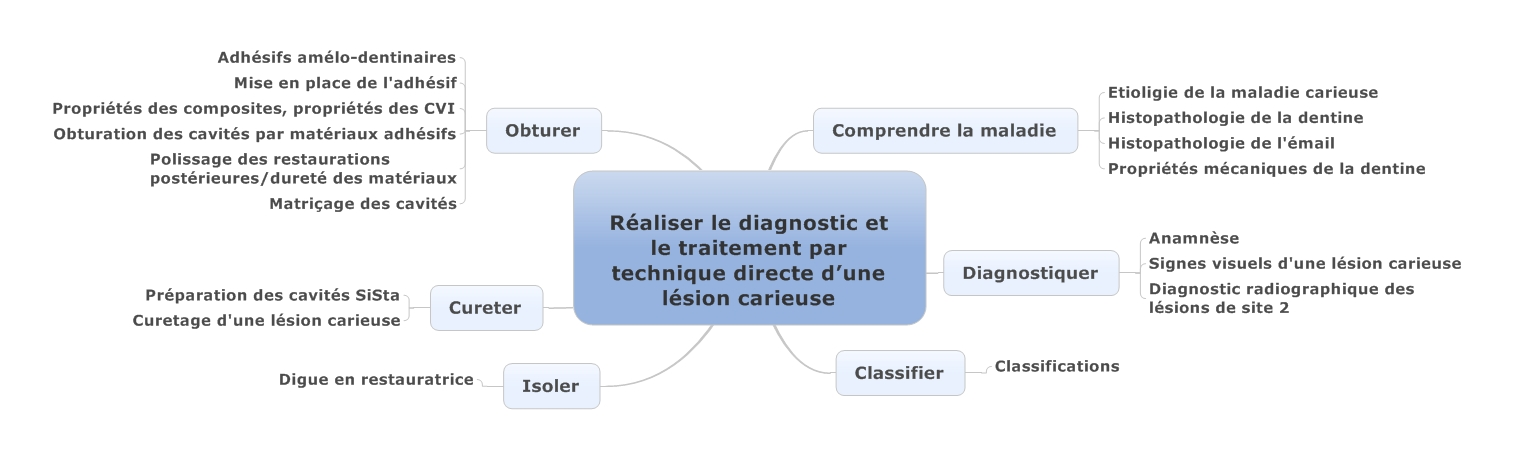 Réaliser le diagnostic et
le traitement par
technique directe d’une
lésion carieuse
Comprendre la maladie
Etioligie de la maladie carieuse
Histopathologie de la dentine
Histopathologie de l'émail
Propriétés mécaniques de la dentine
Diagnostiquer
Anamnèse
Signes visuels d'une lésion carieuse
Diagnostic radiographique des
lésions de site 2
Classifier
Classifications
Isoler
Digue en restauratrice
Cureter
Préparation des cavités SiSta
Curetage d'une lésion carieuse
Obturer
Adhésifs amélo-dentinaires
Mise en place de l'adhésif
Propriétés des composites, propriétés des CVI
Obturation des cavités par matériaux adhésifs
Polissage des restaurations
postérieures/dureté des matériaux
Matriçage des cavités